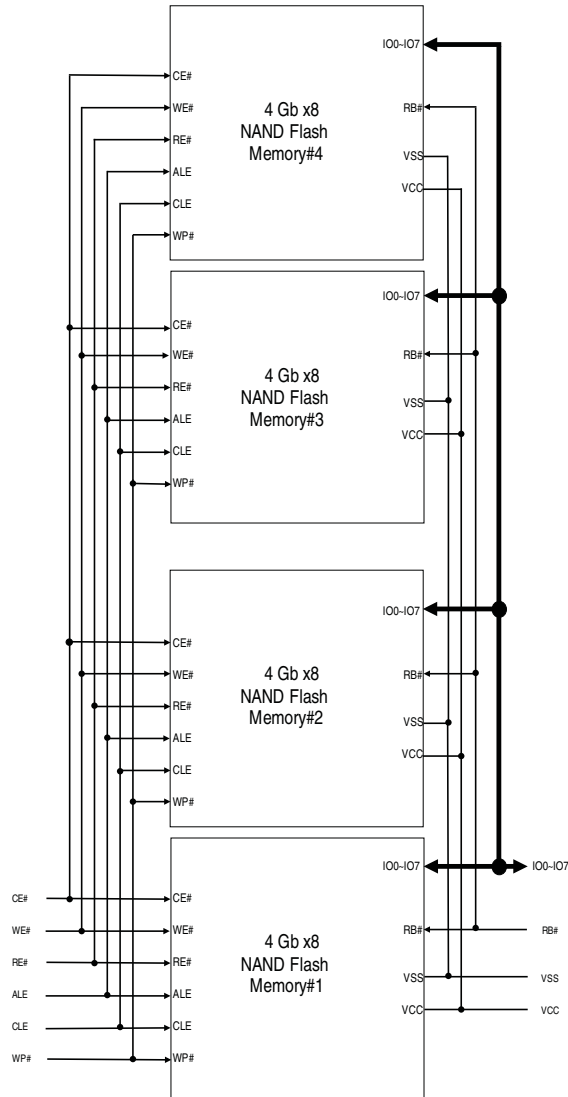 IO0~IO7
CE#
4 Gb x8
WE#
RB#
NAND Flash
RE#
Memory#4
VSS
ALE
VCC
CLE
WP#
IO0~IO7
CE#
WE#
RB#
4 Gb x8
RE#
NAND Flash
VSS
Memory#3
ALE
VCC
CLE
WP#
IO0~IO7
CE#
WE#
RB#
4 Gb x8
NAND Flash
RE#
Memory#2
VSS
ALE
VCC
CLE
WP#
IO0~IO7
IO0~IO7
CE#
CE#
WE#
WE#
RB#
RB#
4 Gb x8
NAND Flash
Memory#1
RE#
RE#
VSS
VSS
ALE
ALE
VCC
VCC
CLE
CLE
WP#
WP#